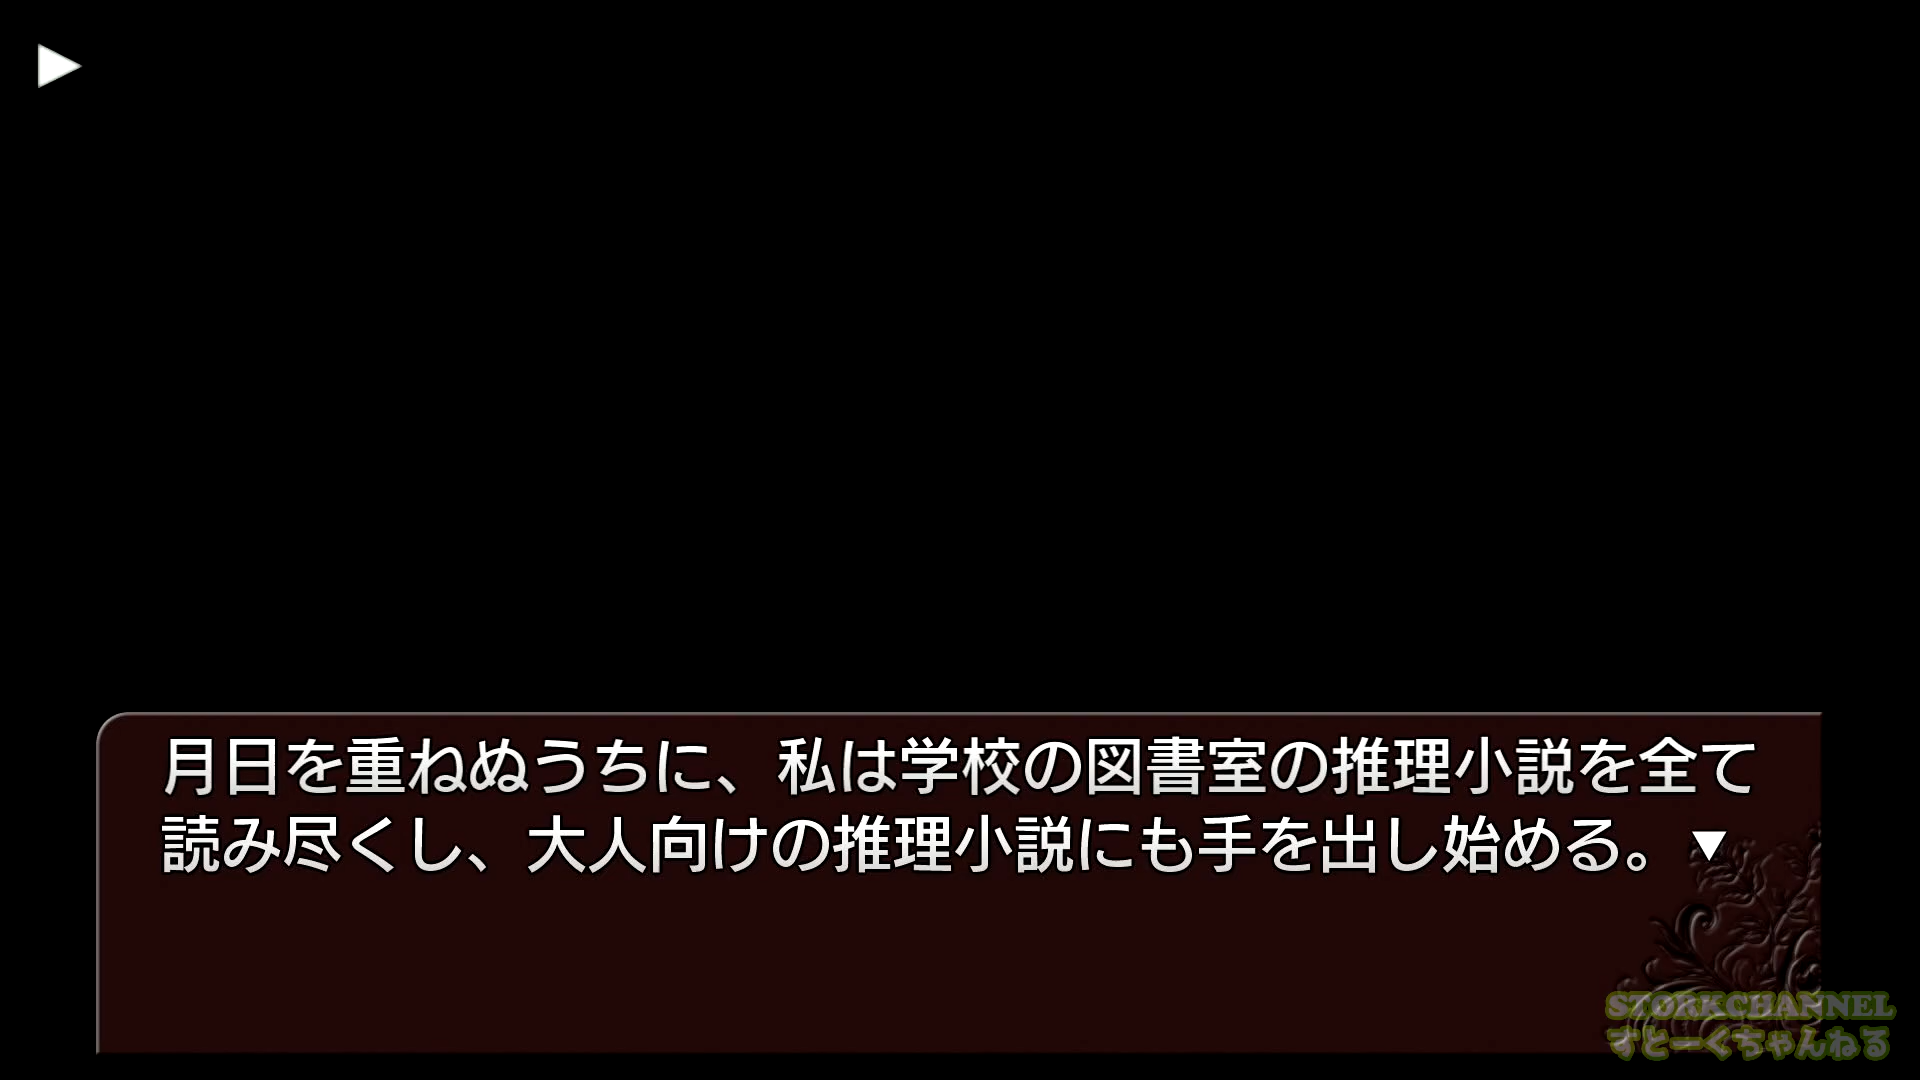 月日を重ねぬうちに、私は学校の図書室の推理小説を全て
読み尽くし、大人向けの推理小説にも手を出し始める。▼
STORKCHANNEL
すとーくちゃんねる